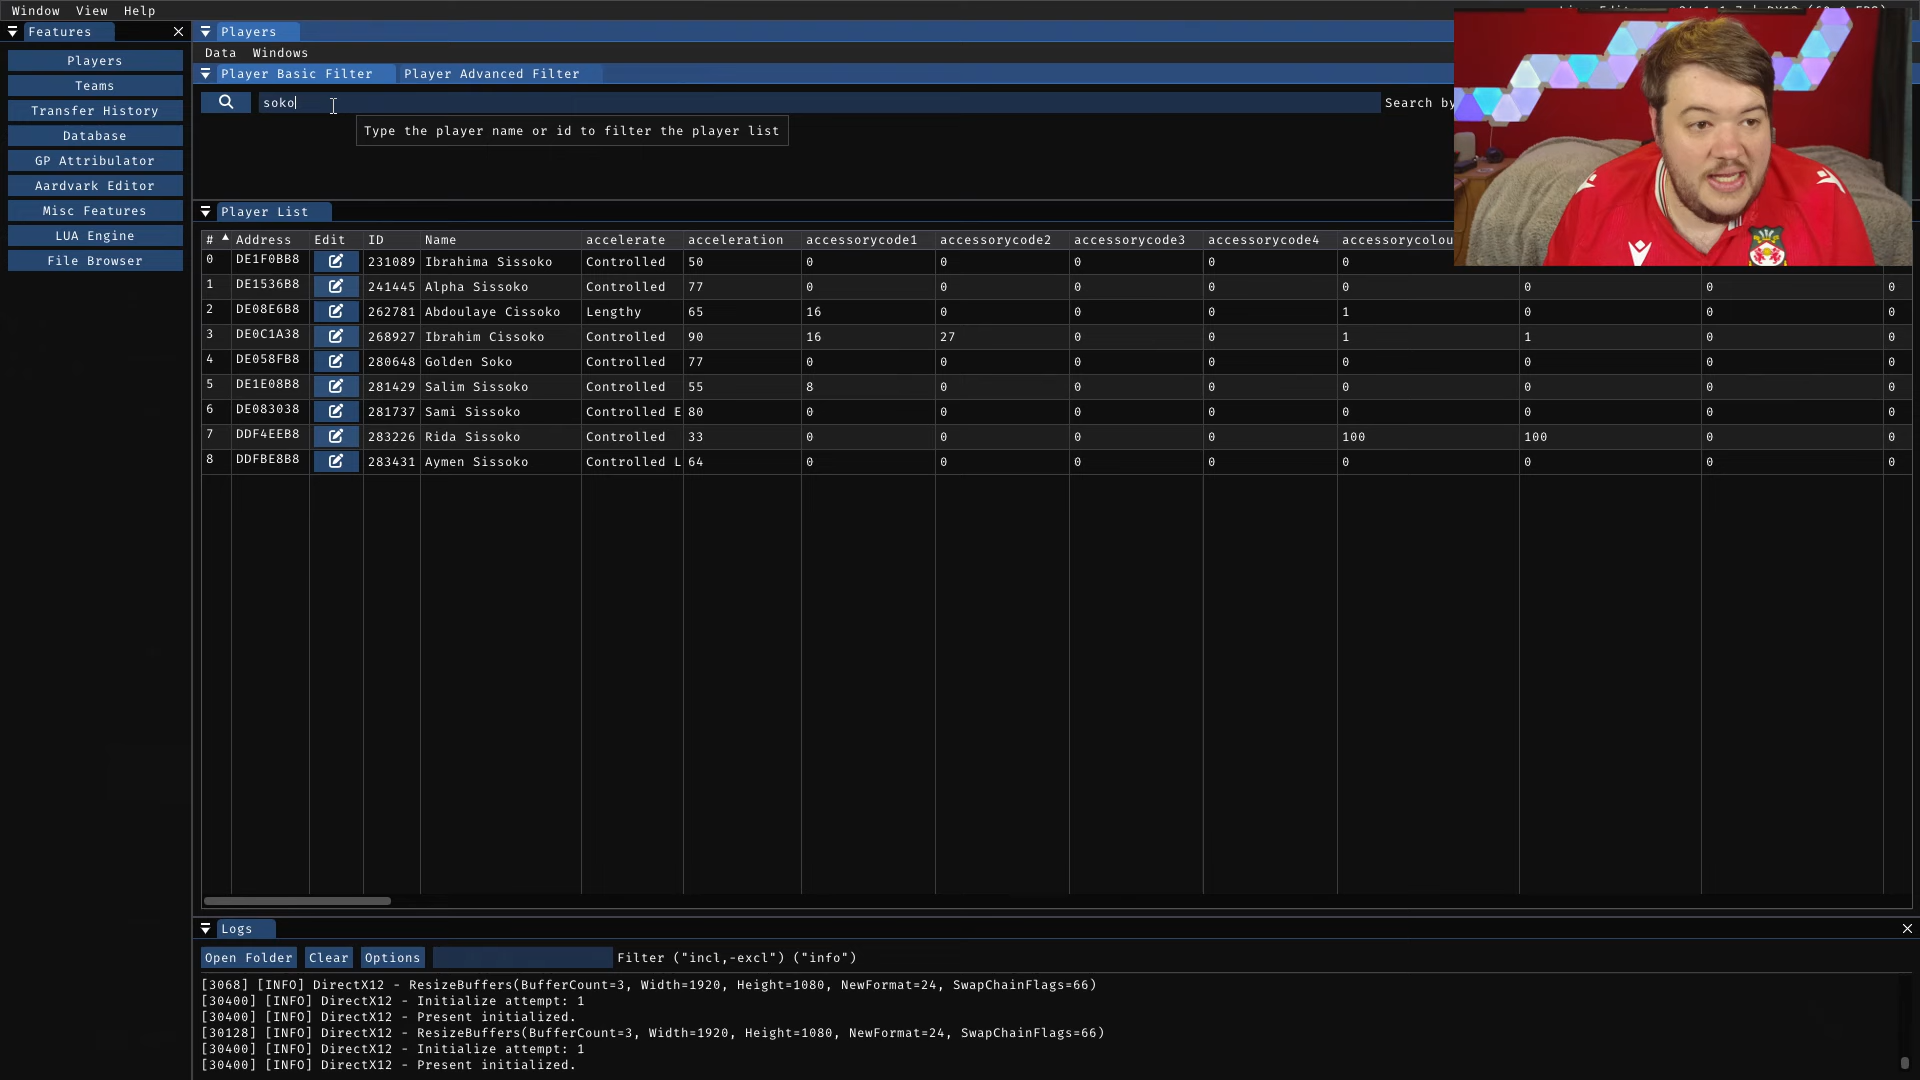 Window View Help
Features
Players
Teams
Transfer History
Database
GP Attribulator
Aardvark Editor
Misc Features
LUA Engine
File Browser
Players
Data Windows
Player Basic Filter Player Advanced Filter
soko Search by
Type the player name or id to filter the player list
Player List
# Address Edit ID Name accelerate acceleration accessorycode1 accessorycode2 accessorycode3 accessorycode4 accessorycolou
0 DE1F0BB8 231089 Ibrahima Sissoko Controlled 50 0 0 0 0 0
1 DE1536B8 241445 Alpha Sissoko Controlled 77 0 0 0 0 0 0 0 0
2 DE08E6B8 262781 Abdoulaye Cissoko Lengthy 65 16 0 0 0 1 0 0 0
3 DE0C1A38 268927 Ibrahim Cissoko Controlled 90 16 27 0 0 1 1 0 0
4 DE058FB8 280648 Golden Soko Controlled 77 0 0 0 0 0 0 0 0
5 DE1E08B8 281429 Salim Sissoko Controlled 55 8 0 0 0 0 0 0 0
6 DE083038 281737 Sami Sissoko Controlled E 80 0 0 0 0 0 0 0 0
7 DDF4EEB8 283226 Rida Sissoko Controlled 33 0 0 0 0 100 100 0 0
8 DDFBE8B8 283431 Aymen Sissoko Controlled L 64 0 0 0 0 0 0 0 0
Logs
Open Folder Clear Options Filter ("incl,-excl") ("info")
[3068] [INFO] DirectX12 - ResizeBuffers(BufferCount=3, Width=1920, Height=1080, NewFormat=24, SwapChainFlags=66)
[30400] [INFO] DirectX12 - Initialize attempt: 1
[30400] [INFO] DirectX12 - Present initialized.
[30128] [INFO] DirectX12 - ResizeBuffers(BufferCount=3, Width=1920, Height=1080, NewFormat=24, SwapChainFlags=66)
[30400] [INFO] DirectX12 - Initialize attempt: 1
[30400] [INFO] DirectX12 - Present initialized.